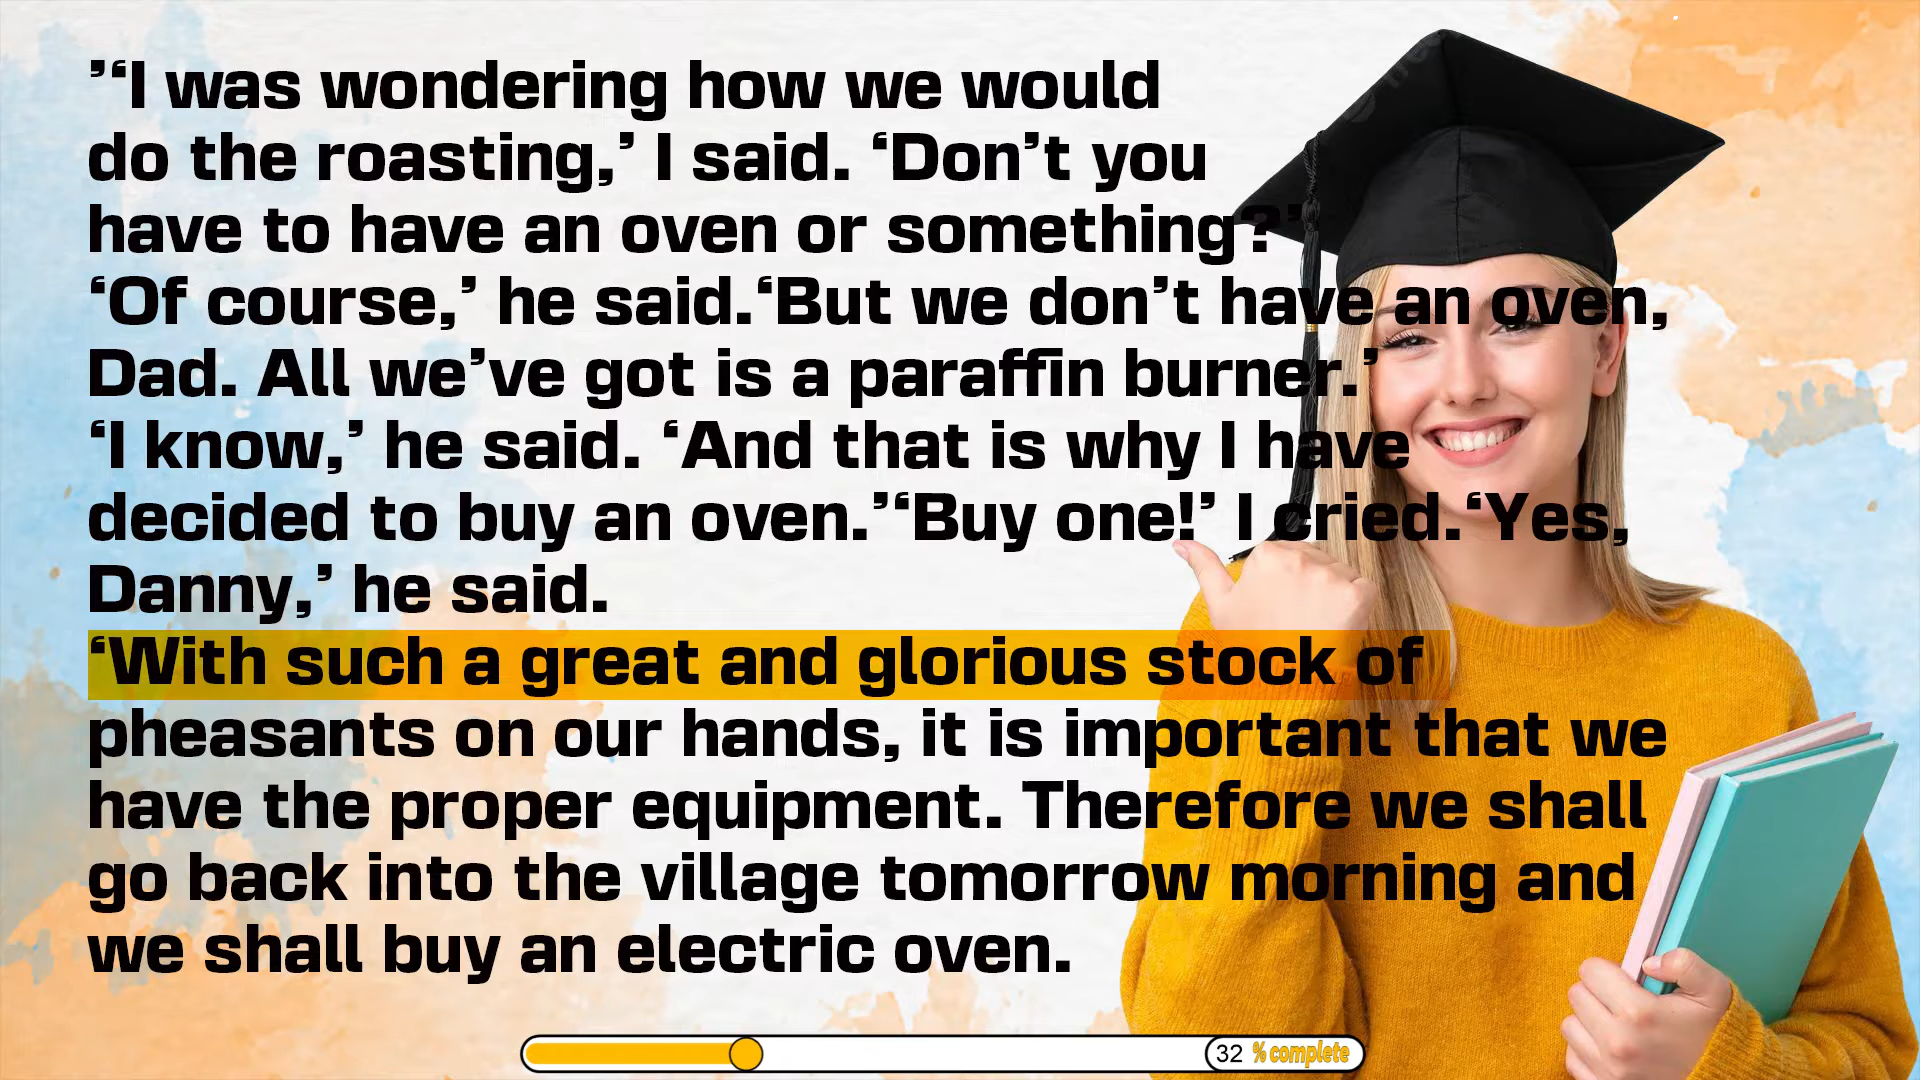 ’‘I was wondering how we would
do the roasting,’ I said. ‘Don’t you
have to have an oven or something?’
‘Of course,’ he said.‘But we don’t have an oven,
Dad. All we’ve got is a paraffin burner.’
‘I know,’ he said. ‘And that is why I have
decided to buy an oven.’‘Buy one!’ I cried.‘Yes,
Danny,’ he said.
‘With such a great and glorious stock of
pheasants on our hands, it is important that we
have the proper equipment. Therefore we shall
go back into the village tomorrow morning and
we shall buy an electric oven.
32 % complete